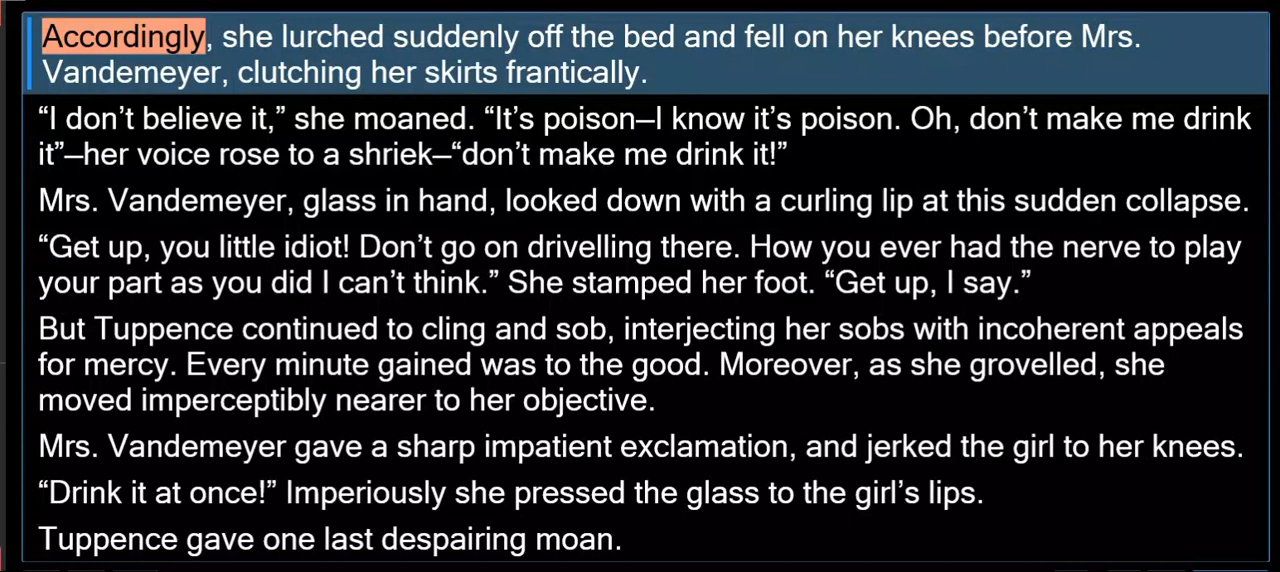 Accordingly, she lurched suddenly off the bed and fell on her knees before Mrs.
Vandemeyer, clutching her skirts frantically.
“I don’t believe it,” she moaned. “It’s poison—I know it’s poison. Oh, don’t make me drink
it”—her voice rose to a shriek—“don’t make me drink it!”
Mrs. Vandemeyer, glass in hand, looked down with a curling lip at this sudden collapse.
“Get up, you little idiot! Don’t go on drivelling there. How you ever had the nerve to play
your part as you did I can’t think.” She stamped her foot. “Get up, I say.”
But Tuppence continued to cling and sob, interjecting her sobs with incoherent appeals
for mercy. Every minute gained was to the good. Moreover, as she grovelled, she
moved imperceptibly nearer to her objective.
Mrs. Vandemeyer gave a sharp impatient exclamation, and jerked the girl to her knees.
“Drink it at once!” Imperiously she pressed the glass to the girl’s lips.
Tuppence gave one last despairing moan.